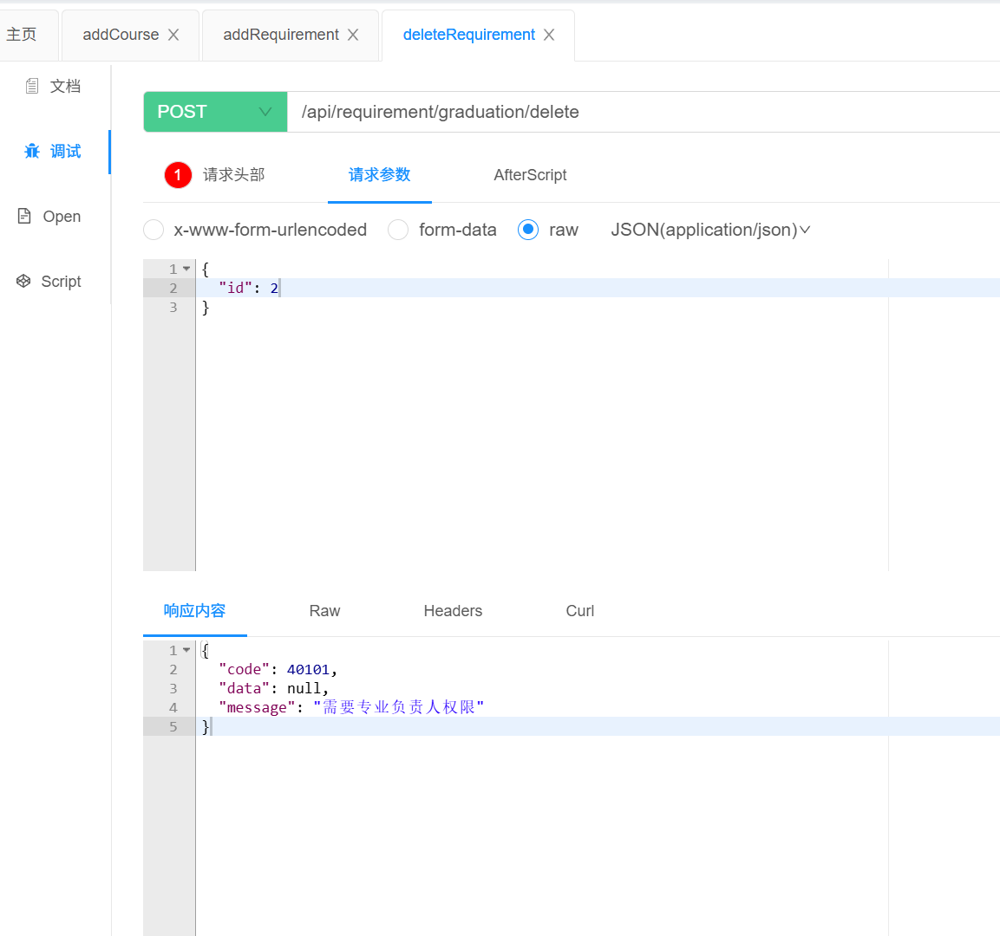 主页 addCourse addRequirement deleteRequirement
文档
调试
Open
Script
POST /api/requirement/graduation/delete
1 请求头部 请求参数 AfterScript
x-www-form-urlencoded form-data raw JSON(application/json)
1 {
2 "id": 2
3 }
响应内容 Raw Headers Curl
1 {
2 "code": 40101,
3 "data": null,
4 "message": "需要专业负责人权限"
5 }